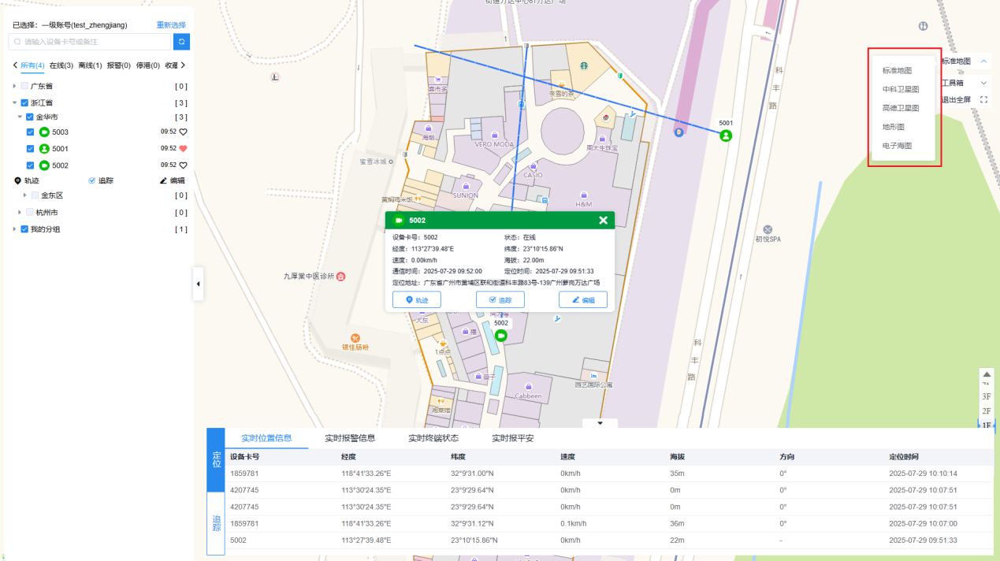 已选择：一级账号(test_zhengjiang) 重新选择
请输入设备卡号或备注
所有(4) 在线(3) 离线(1) 报警(0) 停港(0) 收藏
广东省 [ 0 ]
浙江省 [ 3 ]
金华市 [ 3 ]
5003 09:52
5001 09:52
5002 09:52
轨迹 追踪 编辑
金东区 [ 0 ]
杭州市 [ 0 ]
我的分组 [ 1 ]
街道万达中心B1万达广场
喜市多
奈雪的茶
海烟
VERO MODA
周大生珠宝
蜜雪冰城
CASIO
SUNION
黄焖鸡米饭
H&M
5001
科丰路
P
初悦SPA
九厚棠中医诊所
银佳肠粉
标准地图
工具箱
退出全屏
标准地图
中科卫星图
高德卫星图
地形图
电子海图
5002
设备卡号：5002 状态：在线
经度：113°27'39.48"E 纬度：23°10'15.86"N
速度：0.00km/h 海拔：22.00m
通信时间：2025-07-29 09:52:00 定位时间：2025-07-29 09:51:33
定位地址：广东省广州市黄埔区联和街道科丰路83号-139广州萝岗万达广场
轨迹 追踪 编辑
大东
5002
1点点
Cabbeen
园艺国际公寓
湘菜馆
科丰路
3F
2F
1F
定位
追踪
实时位置信息 实时报警信息 实时终端状态 实时报平安
设备卡号 经度 纬度 速度 海拔 方向 定位时间
1859781 118°41'33.26"E 32°9'31.00"N 0km/h 35m 0° 2025-07-29 10:10:14
4207745 113°30'24.35"E 23°9'29.64"N 0km/h 0m 0° 2025-07-29 10:07:51
4207745 113°30'24.35"E 23°9'29.64"N 0km/h 0m 0° 2025-07-29 10:07:51
1859781 118°41'33.26"E 32°9'31.12"N 0.1km/h 36m 0° 2025-07-29 10:07:00
5002 113°27'39.48"E 23°10'15.86"N 0km/h 22m - 2025-07-29 09:51:33